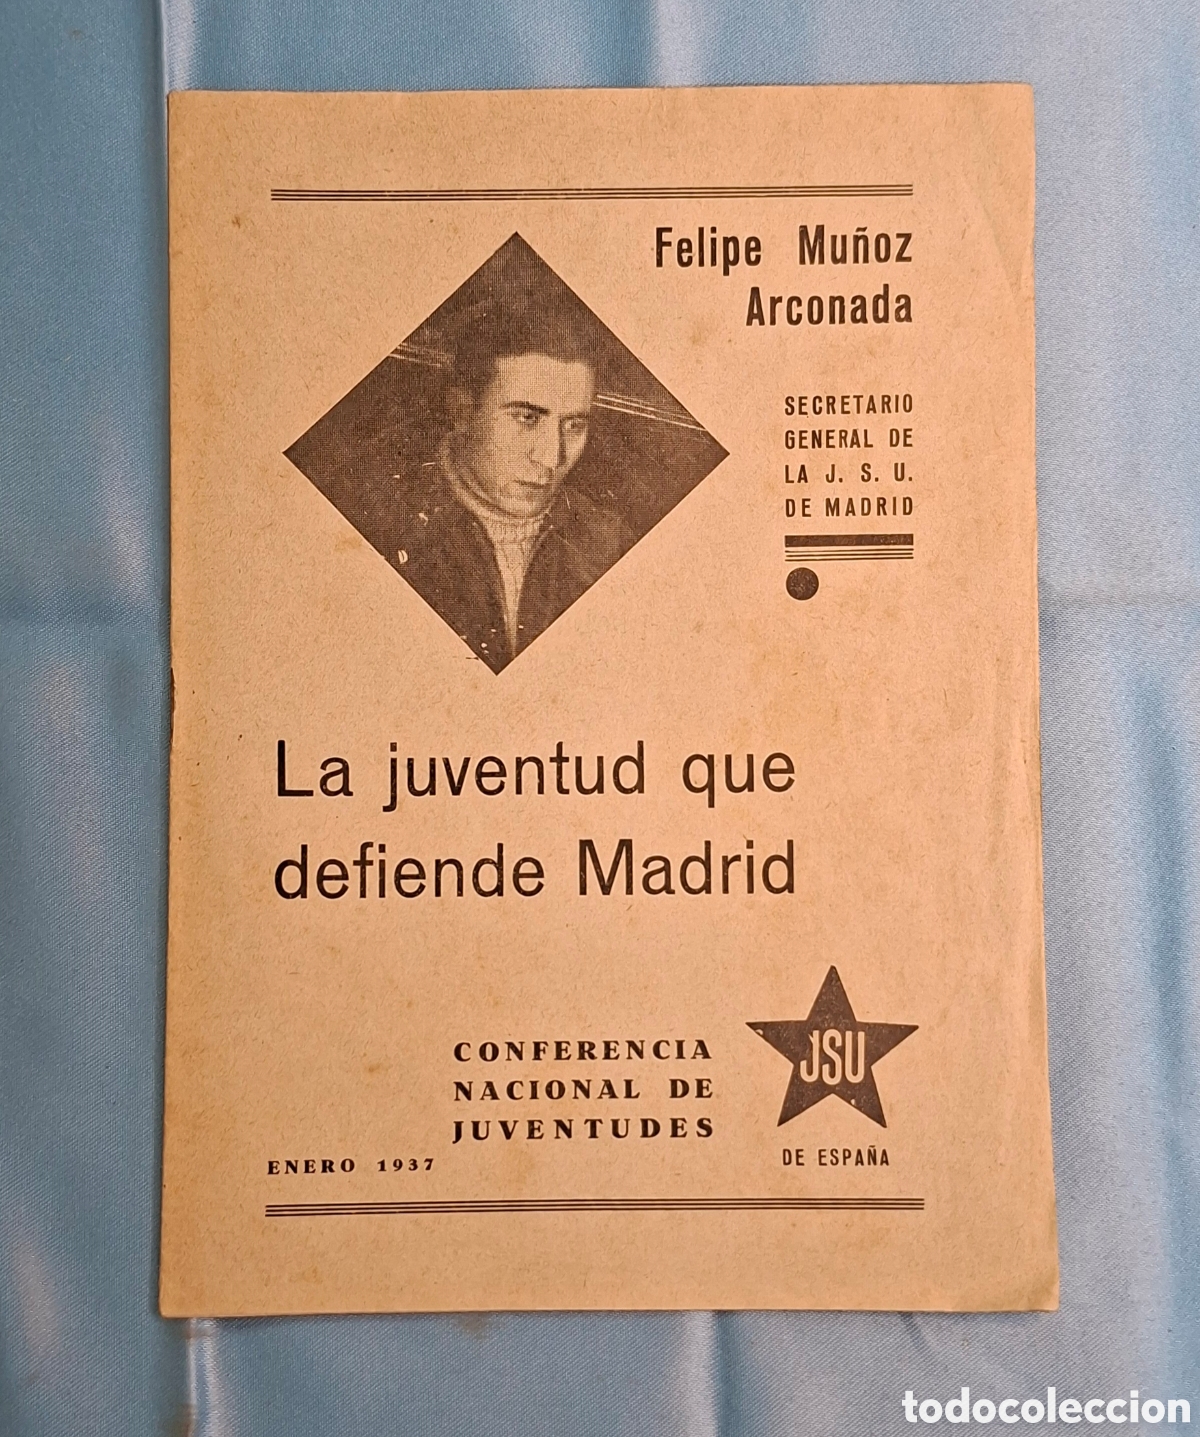 Felipe Muñoz
Arconada
SECRETARIO
GENERAL DE
LA J. S. U.
DE MADRID
La juventud que
defiende Madrid
CONFERENCIA
NACIONAL DE
JUVENTUDES
ENERO 1937
JSU
DE ESPAÑA
todocoleccion